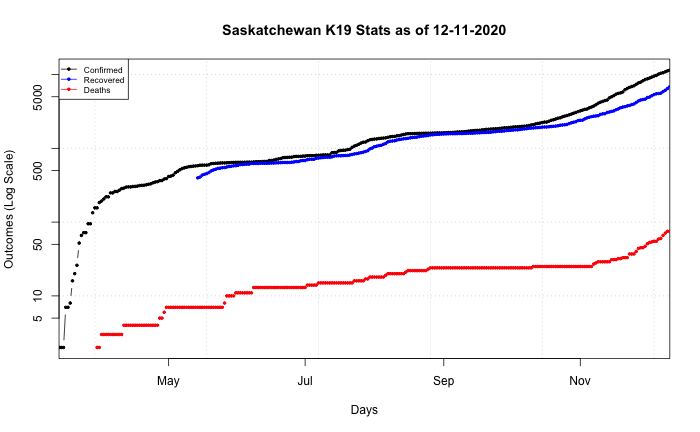 Saskatchewan K19 Stats as of 12-11-2020
Confirmed
Recovered
Deaths
Outcomes (Log Scale)
5000
500
50
10
5
May
Jul
Sep
Nov
Days